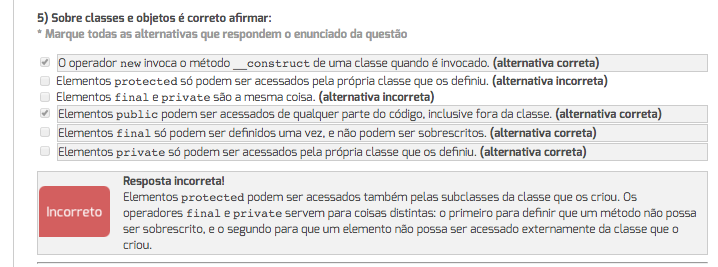 5) Sobre classes e objetos é correto afirmar:
* Marque todas as alternativas que respondem o enunciado da questão
O operador new invoca o método __construct de uma classe quando é invocado. (alternativa correta)
Elementos protected só podem ser acessados pela própria classe que os definiu. (alternativa incorreta)
Elementos final e private são a mesma coisa. (alternativa incorreta)
Elementos public podem ser acessados de qualquer parte do código, inclusive fora da classe. (alternativa correta)
Elementos final só podem ser definidos uma vez, e não podem ser sobrescritos. (alternativa correta)
Elementos private só podem ser acessados pela própria classe que os definiu. (alternativa correta)
Incorreto
Resposta incorreta!
Elementos protected podem ser acessados também pelas subclasses da classe que os criou. Os
operadores final e private servem para coisas distintas: o primeiro para definir que um método não possa
ser sobrescrito, e o segundo para que um elemento não possa ser acessado externamente da classe que o
criou.